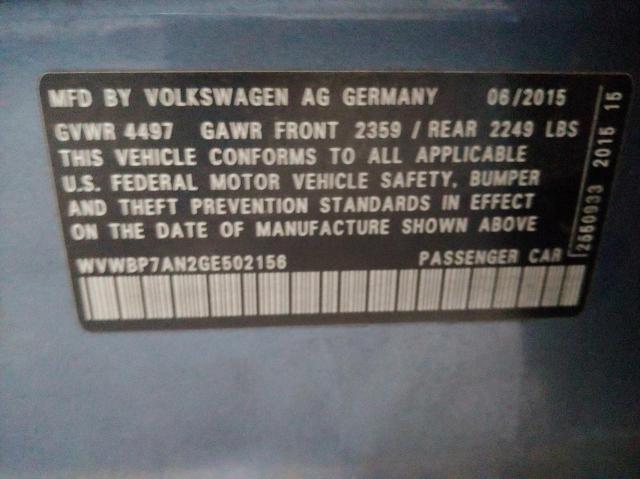 MFD BY VOLKSWAGEN AG GERMANY 06/2015
GVWR 4497 GAWR FRONT 2359 / REAR 2249 LBS
THIS VEHICLE CONFORMS TO ALL APPLICABLE
U.S. FEDERAL MOTOR VEHICLE SAFETY, BUMPER
AND THEFT PREVENTION STANDARDS IN EFFECT
ON THE DATE OF MANUFACTURE SHOWN ABOVE
WVWBP7AN2GE502156 PASSENGER CAR
2550933 2015 15